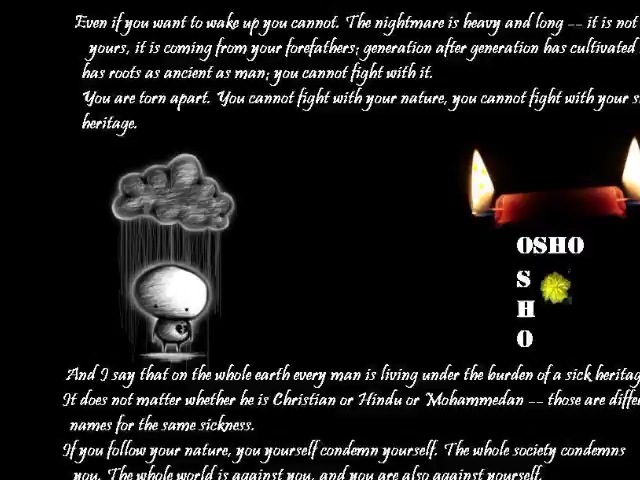 Even if you want to wake up you cannot. The nightmare is heavy and long -- it is not
yours, it is coming from your forefathers; generation after generation has cultivated
has roots as ancient as man; you cannot fight with it.
You are torn apart. You cannot fight with your nature, you cannot fight with your
heritage.
OSHO
S
H
O
And I say that on the whole earth every man is living under the burden of a sick
It does not matter whether he is Christian or Hindu or Mohammedan -- those are
names for the same sickness.
If you follow your nature, you yourself condemn yourself. The whole society condemns
you. The whole world is against you, and you are also against yourself.